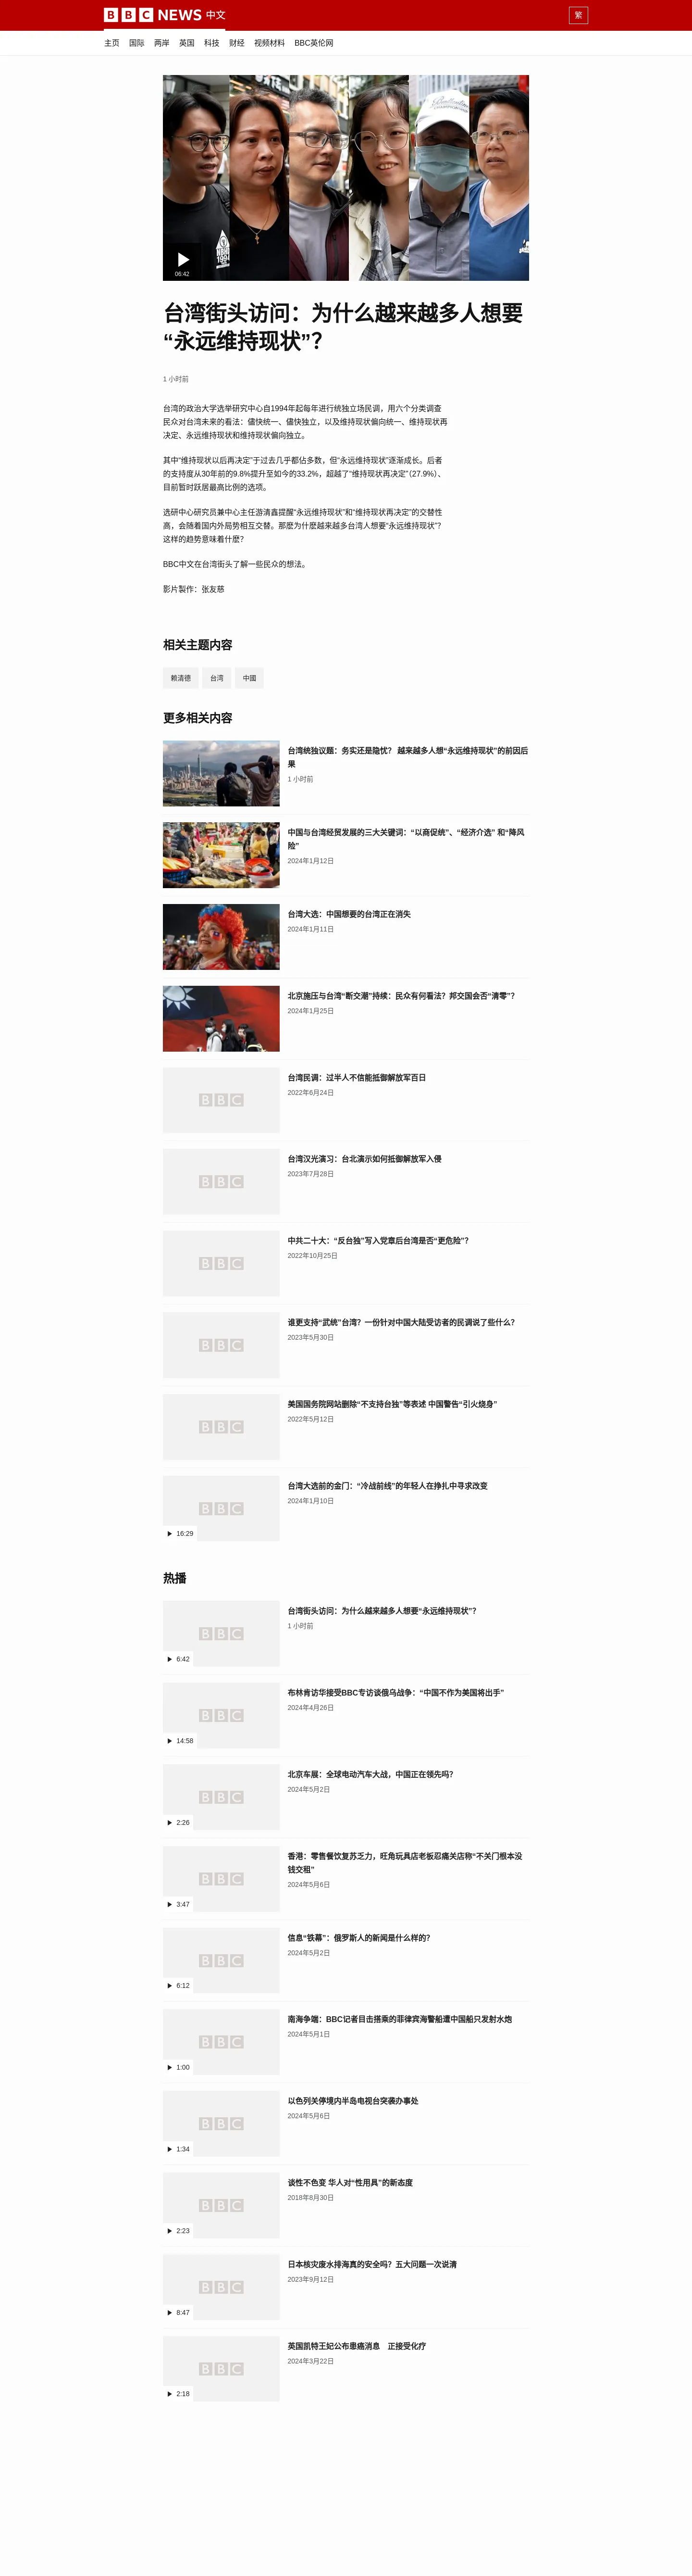 BBC NEWS 中文
繁
主页 国际 两岸 英国 科技 财经 视频材料 BBC英伦网
06:42
台湾街头访问：为什么越来越多人想要
“永远维持现状”？
1 小时前
台湾的政治大学选举研究中心自1994年起每年进行统独立场民调，用六个分类调查
民众对台湾未来的看法：儘快统一、儘快独立，以及维持现状偏向统一、维持现状再
决定、永远维持现状和维持现状偏向独立。
其中“维持现状以后再决定”于过去几乎都佔多数，但“永远维持现状”逐渐成长。后者
的支持度从30年前的9.8%提升至如今的33.2%，超越了“维持现状再决定”（27.9%）、
目前暂时跃居最高比例的选项。
选研中心研究员兼中心主任游清鑫提醒“永远维持现状”和“维持现状再决定”的交替性
高，会随着国内外局势相互交替。那麽为什麽越来越多台湾人想要“永远维持现状”？
这样的趋势意味着什麽？
BBC中文在台湾街头了解一些民众的想法。
影片製作：张友慈
相关主题内容
赖清德
台湾
中國
更多相关内容
台湾统独议题：务实还是隐忧？ 越来越多人想“永远维持现状”的前因后
果
1 小时前
中国与台湾经贸发展的三大关键词：“以商促统”、“经济介选” 和“降风
险”
2024年1月12日
台湾大选：中国想要的台湾正在消失
2024年1月11日
北京施压与台湾“断交潮”持续：民众有何看法？邦交国会否“清零”？
2024年1月25日
BBC
台湾民调：过半人不信能抵御解放军百日
2022年6月24日
BBC
台湾汉光演习：台北演示如何抵御解放军入侵
2023年7月28日
BBC
中共二十大：“反台独”写入党章后台湾是否“更危险”？
2022年10月25日
BBC
谁更支持“武统”台湾？一份针对中国大陆受访者的民调说了些什么？
2023年5月30日
BBC
美国国务院网站删除“不支持台独”等表述 中国警告“引火烧身”
2022年5月12日
BBC
16:29
台湾大选前的金门：“冷战前线”的年轻人在挣扎中寻求改变
2024年1月10日
热播
BBC
6:42
台湾街头访问：为什么越来越多人想要“永远维持现状”？
1 小时前
BBC
14:58
布林肯访华接受BBC专访谈俄乌战争：“中国不作为美国将出手”
2024年4月26日
BBC
2:26
北京车展：全球电动汽车大战，中国正在领先吗？
2024年5月2日
BBC
3:47
香港：零售餐饮复苏乏力，旺角玩具店老板忍痛关店称“不关门根本没
钱交租”
2024年5月6日
BBC
6:12
信息“铁幕”：俄罗斯人的新闻是什么样的？
2024年5月2日
BBC
1:00
南海争端：BBC记者目击搭乘的菲律宾海警船遭中国船只发射水炮
2024年5月1日
BBC
1:34
以色列关停境内半岛电视台突袭办事处
2024年5月6日
BBC
2:23
谈性不色变 华人对“性用具”的新态度
2018年8月30日
BBC
8:47
日本核灾废水排海真的安全吗？五大问题一次说清
2023年9月12日
BBC
2:18
英国凯特王妃公布患癌消息　正接受化疗
2024年3月22日